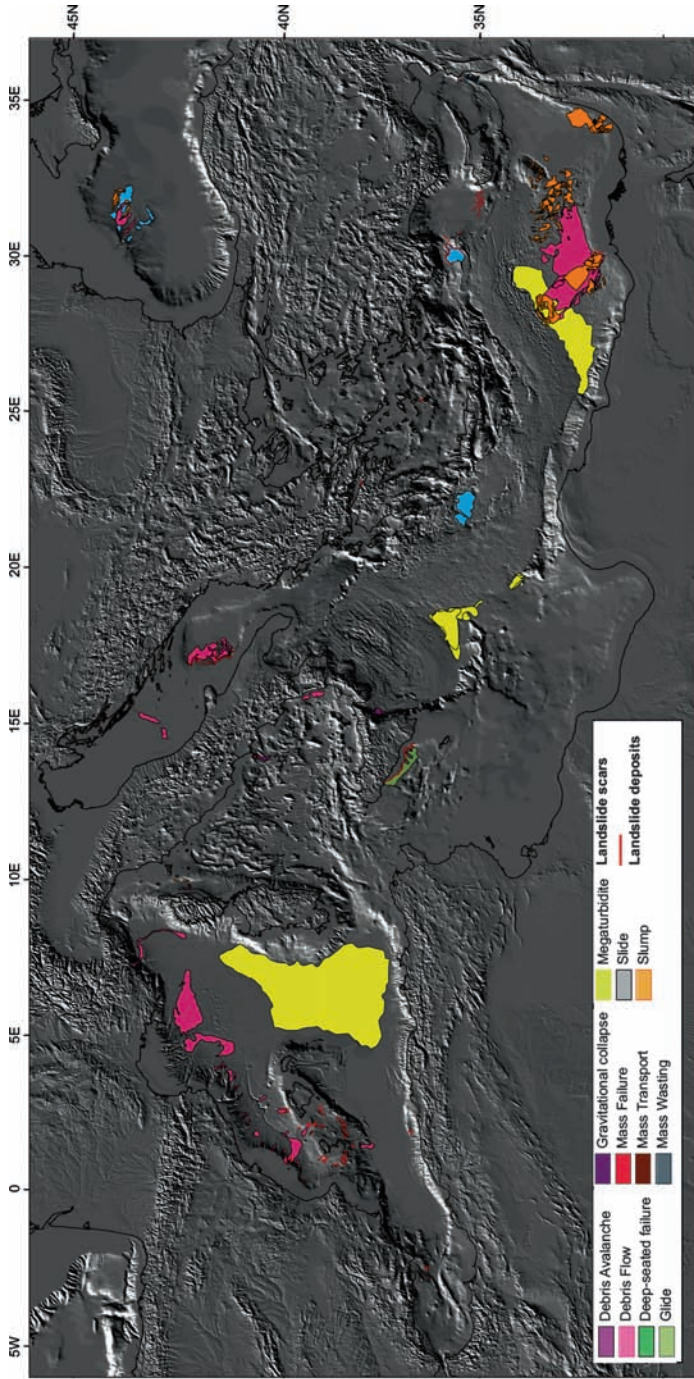 5W
0
5E
10E
15E
20E
25E
30E
35E
45N
40N
35N
Debris Avalanche
Debris Flow
Deep-seated failure
Glide
Gravitational collapse
Mass Failure
Mass Transport
Mass Wasting
Megaturbidite
Slide
Slump
Landslide scars
Landslide deposits